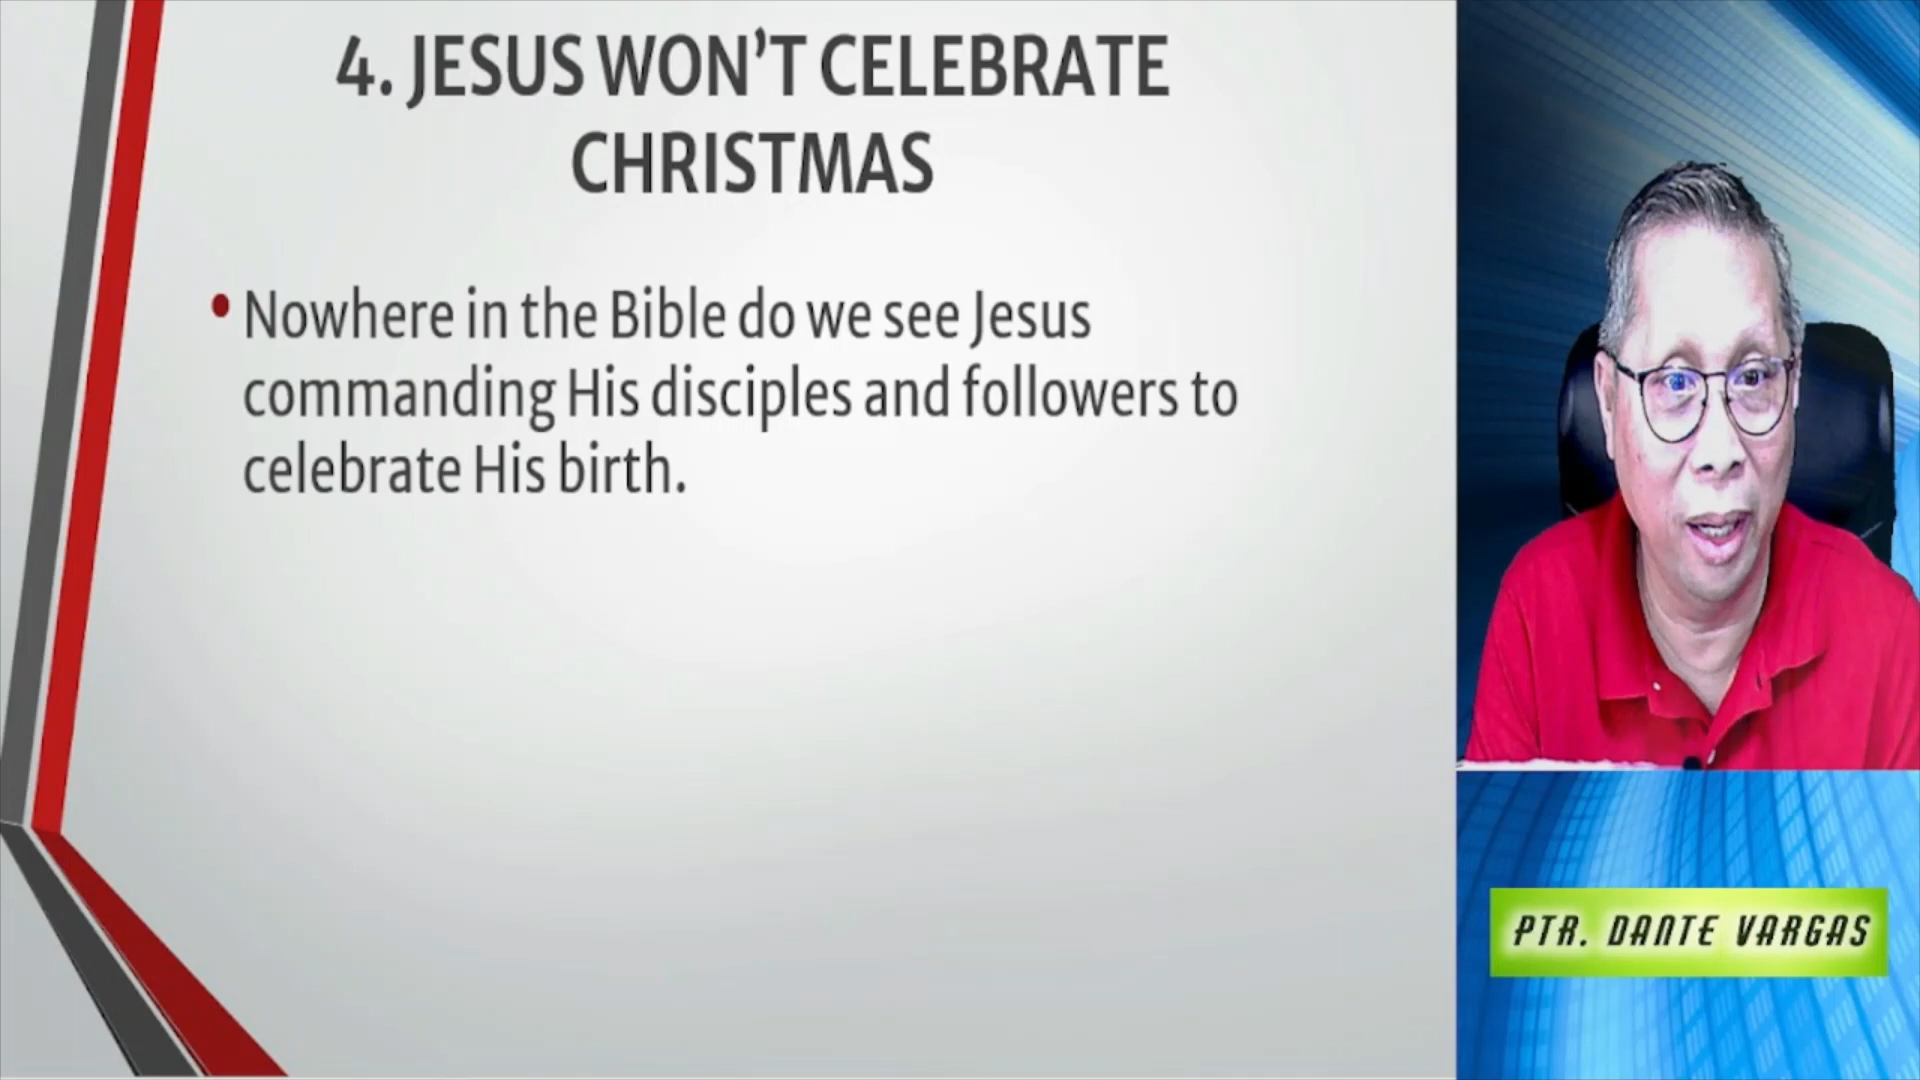 4. JESUS WON’T CELEBRATE
CHRISTMAS
• Nowhere in the Bible do we see Jesus
commanding His disciples and followers to
celebrate His birth.
PTR. DANTE VARGAS